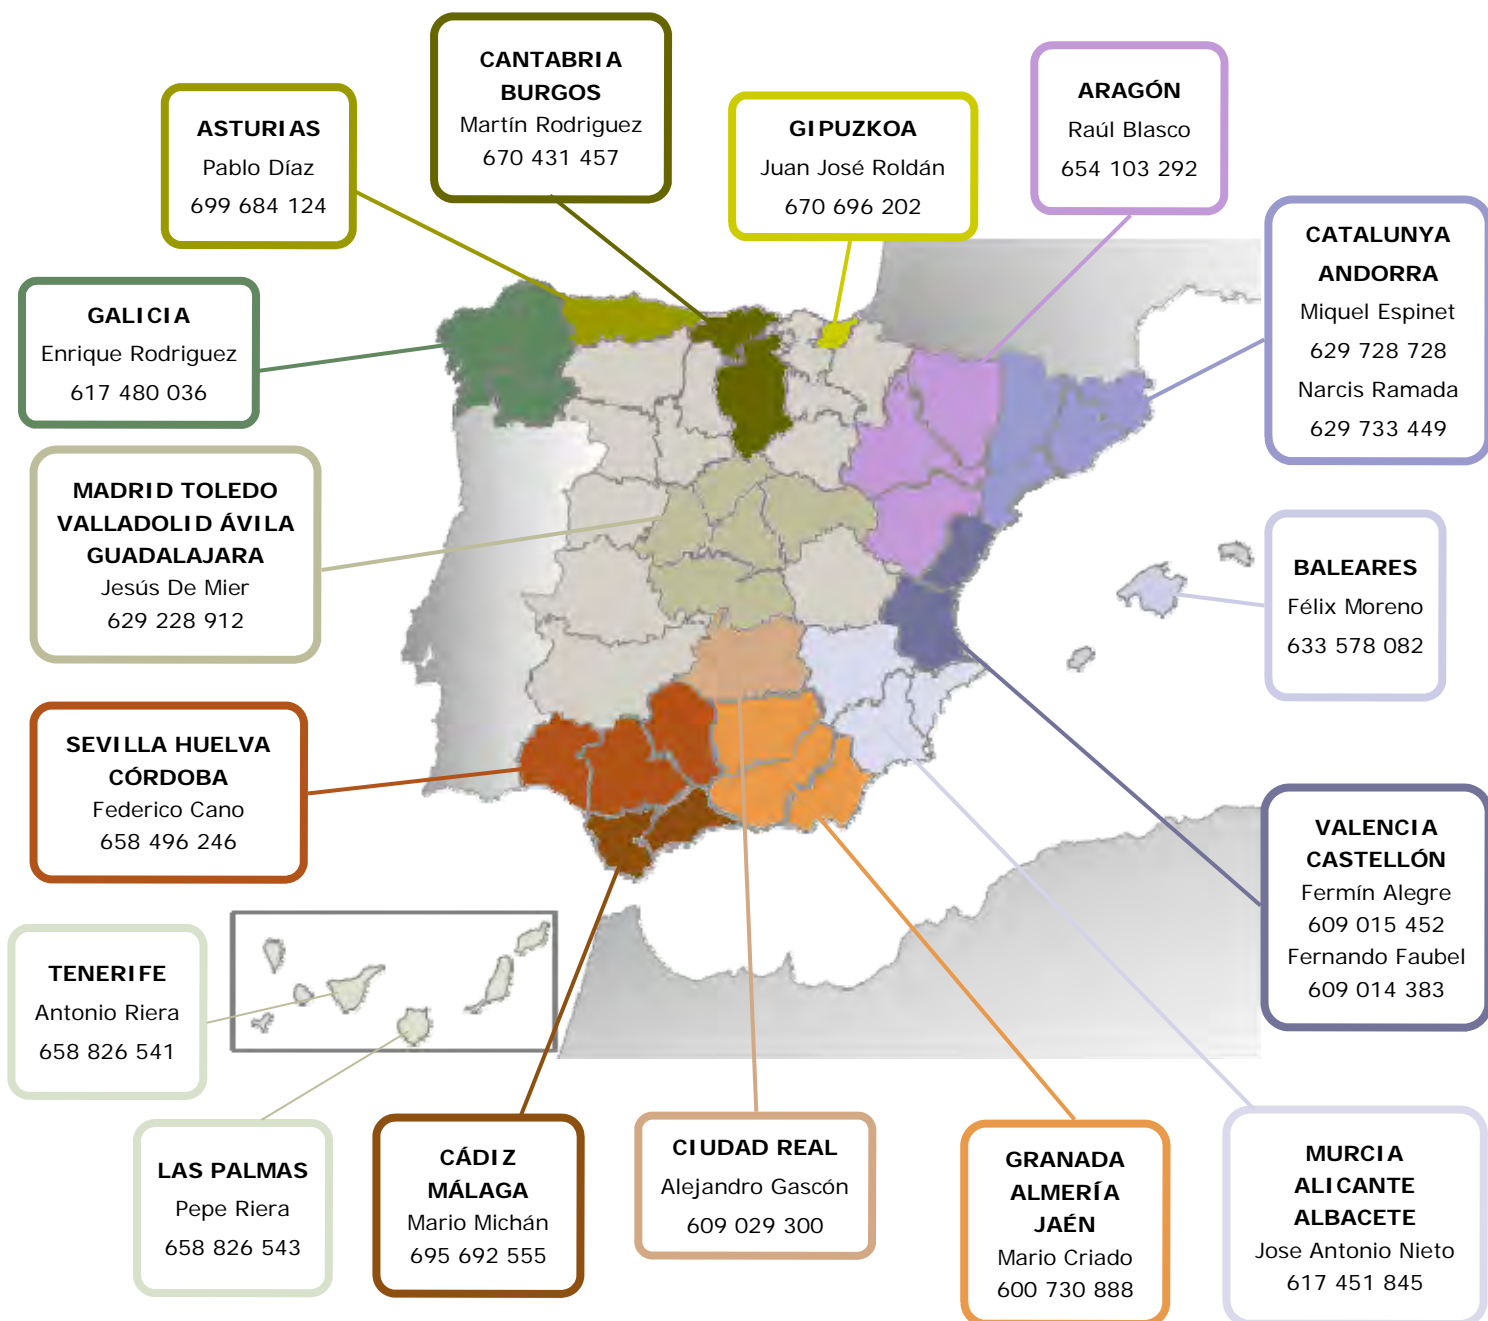 CANTABRIA
BURGOS
Martín Rodriguez
670 431 457
ARAGÓN
Raúl Blasco
654 103 292
ASTURIAS
Pablo Díaz
699 684 124
GIPUZKOA
Juan José Roldán
670 696 202
CATALUNYA
ANDORRA
Miquel Espinet
629 728 728
Narcis Ramada
629 733 449
GALICIA
Enrique Rodriguez
617 480 036
MADRID TOLEDO
VALLADOLID ÁVILA
GUADALAJARA
Jesús De Mier
629 228 912
BALEARES
Félix Moreno
633 578 082
SEVILLA HUELVA
CÓRDOBA
Federico Cano
658 496 246
VALENCIA
CASTELLÓN
Fermín Alegre
609 015 452
Fernando Faubel
609 014 383
TENERIFE
Antonio Riera
658 826 541
LAS PALMAS
Pepe Riera
658 826 543
CÁDIZ
MÁLAGA
Mario Michán
695 692 555
CIUDAD REAL
Alejandro Gascón
609 029 300
GRANADA
ALMERÍA
JAÉN
Mario Criado
600 730 888
MURCIA
ALICANTE
ALBACETE
Jose Antonio Nieto
617 451 845